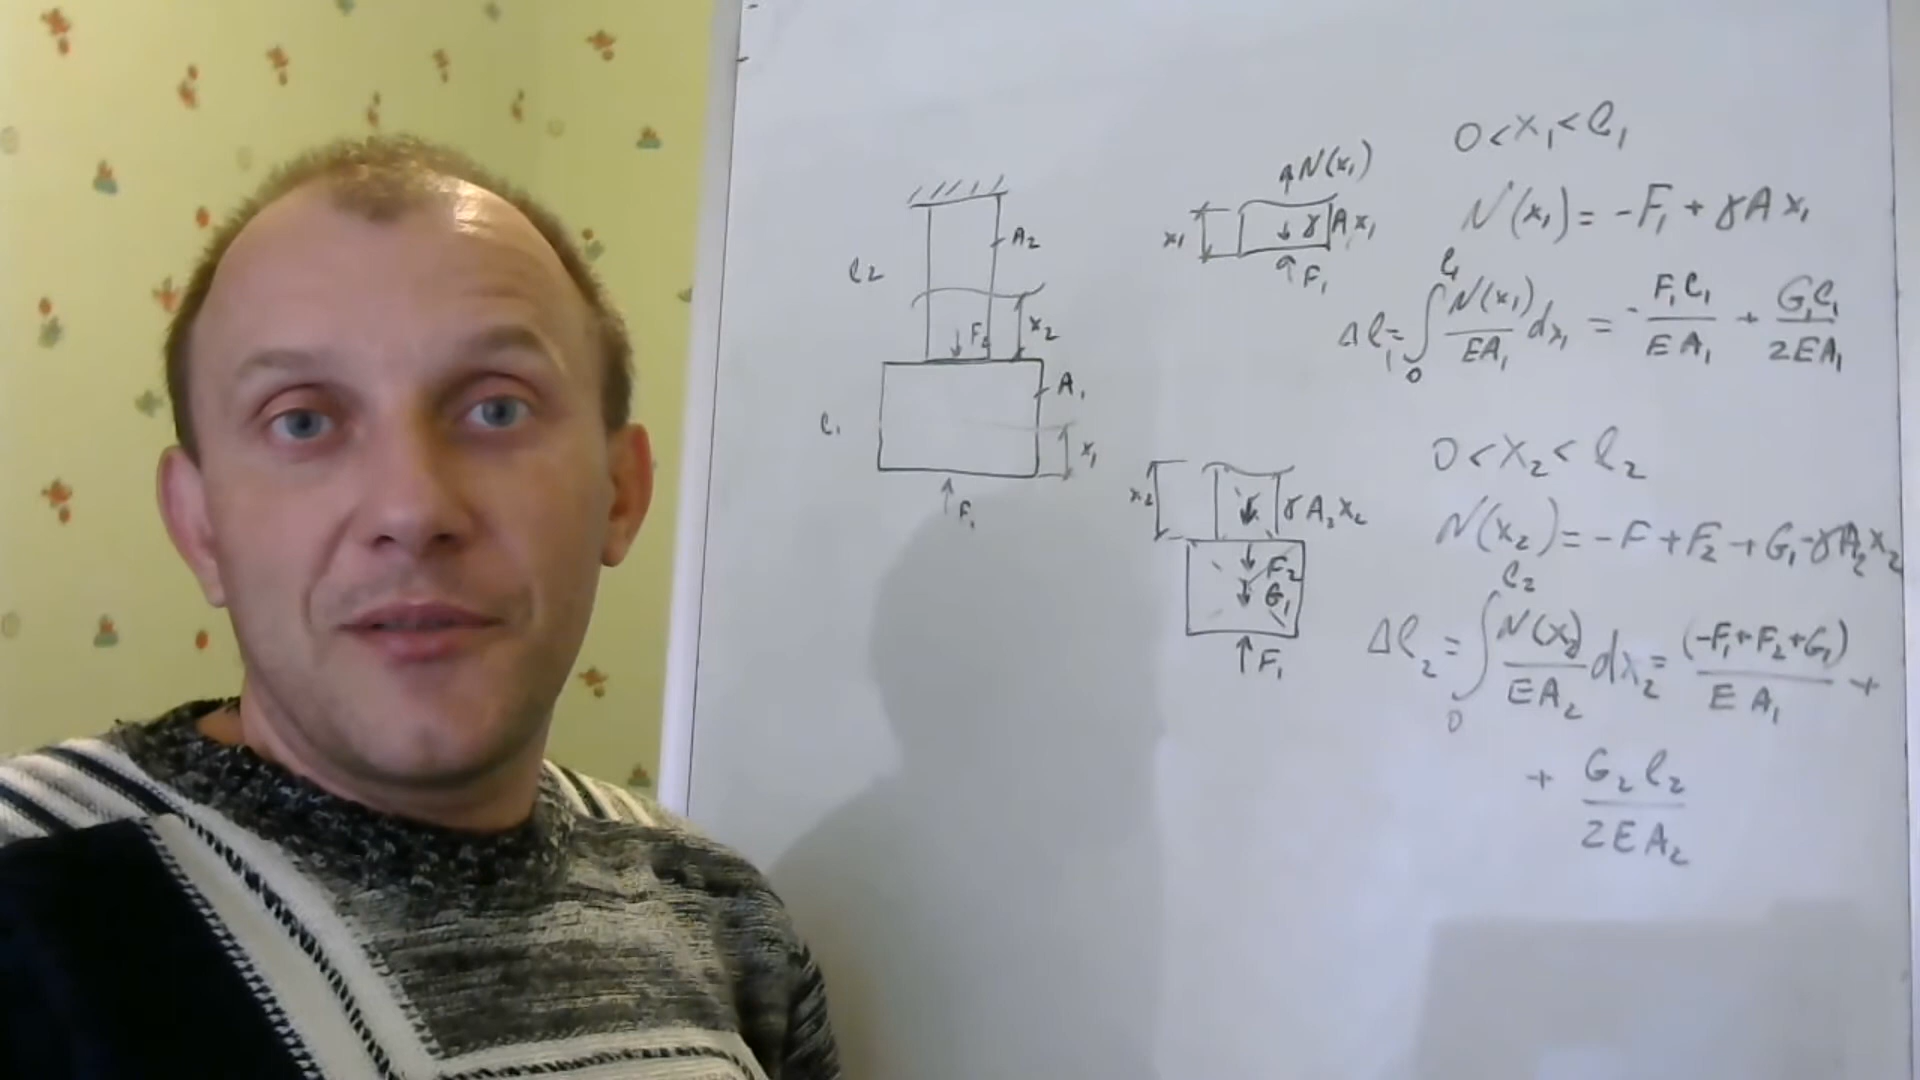 A₂
ℓ₂
F₂
x₂
A₁
ℓ₁
x₁
F₁
N(x₁)
x₁
γAx₁
F₁
0<x₁<ℓ₁
N(x₁)= -F₁+γAx₁
Δℓ₁=∫₀^ℓ₁ N(x₁)/EA₁ dx₁ = -F₁ℓ₁/EA₁ + G₁ℓ₁/2EA₁
x₂
γA₂x₂
F₂
G₁
F₁
0<x₂<ℓ₂
N(x₂)= -F+F₂+G₁-γA₂x₂
Δℓ₂=∫₀^ℓ₂ N(x₂)/EA₂ dx₂= (-F₁+F₂+G₁)/EA₁ +
+ G₂ℓ₂/2EA₂